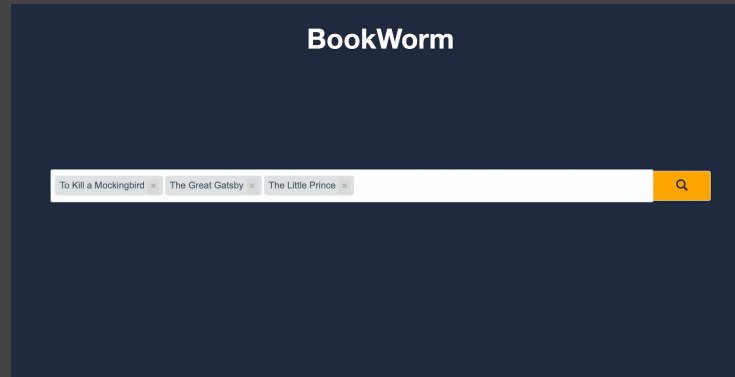 BookWorm
To Kill a Mockingbird × The Great Gatsby × The Little Prince ×